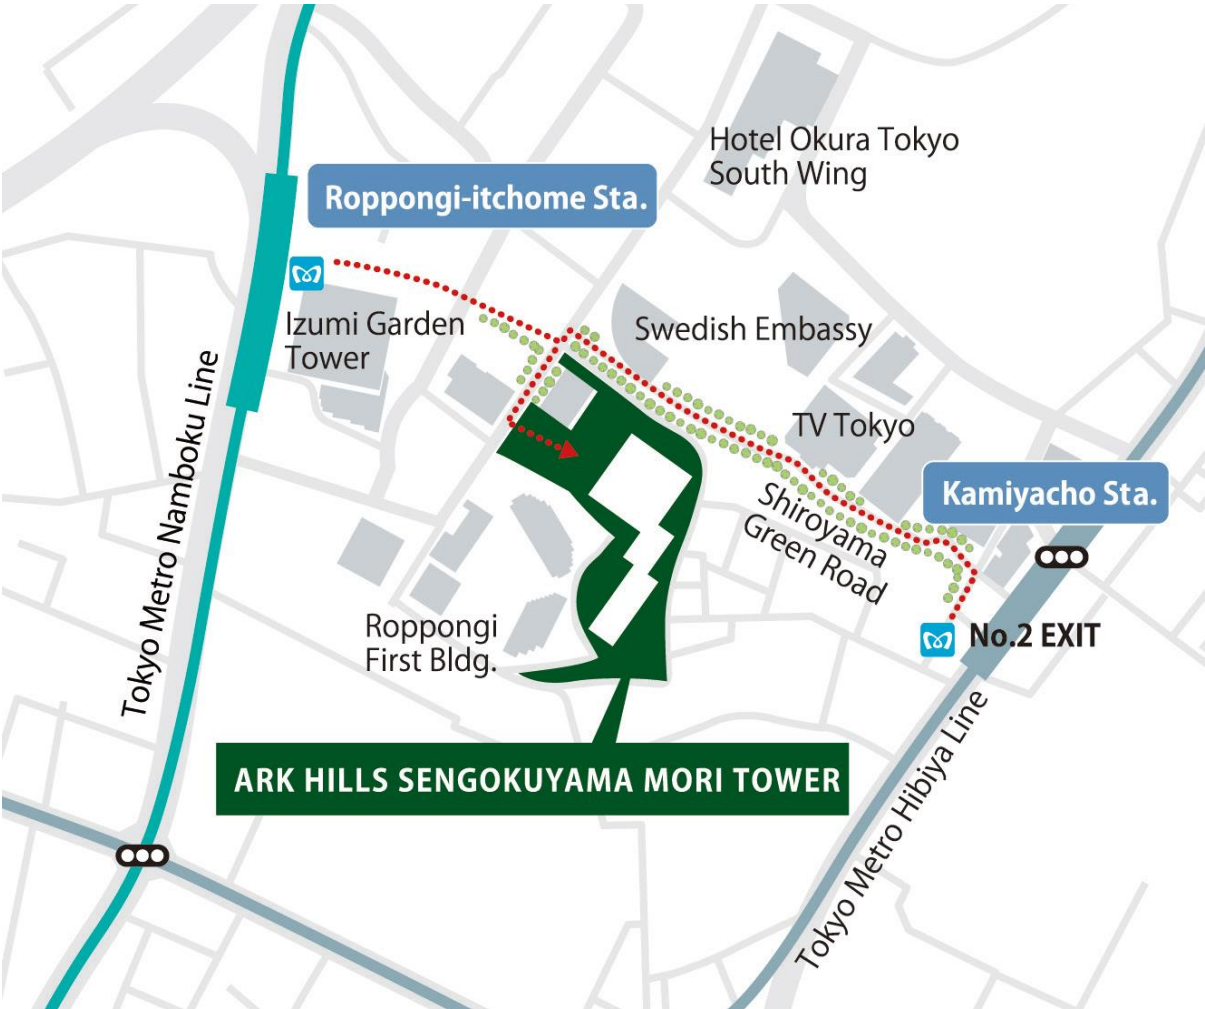 Hotel Okura Tokyo
South Wing
Roppongi-itchome Sta.
Izumi Garden
Tower
Swedish Embassy
TV Tokyo
Kamiyacho Sta.
Shiroyama
Green Road
Tokyo Metro Namboku Line
Roppongi
First Bldg.
No.2 EXIT
ARK HILLS SENGOKUYAMA MORI TOWER
Tokyo Metro Hibiya Line